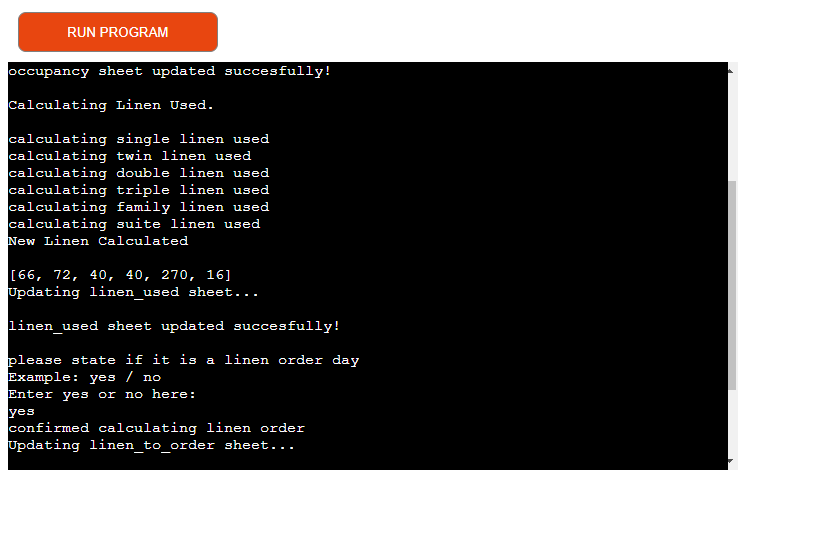 RUN PROGRAM
occupancy sheet updated succesfully!
Calculating Linen Used.
calculating single linen used
calculating twin linen used
calculating double linen used
calculating triple linen used
calculating family linen used
calculating suite linen used
New Linen Calculated
[66, 72, 40, 40, 270, 16]
Updating linen_used sheet...
linen_used sheet updated succesfully!
please state if it is a linen order day
Example: yes / no
Enter yes or no here:
yes
confirmed calculating linen order
Updating linen_to_order sheet...